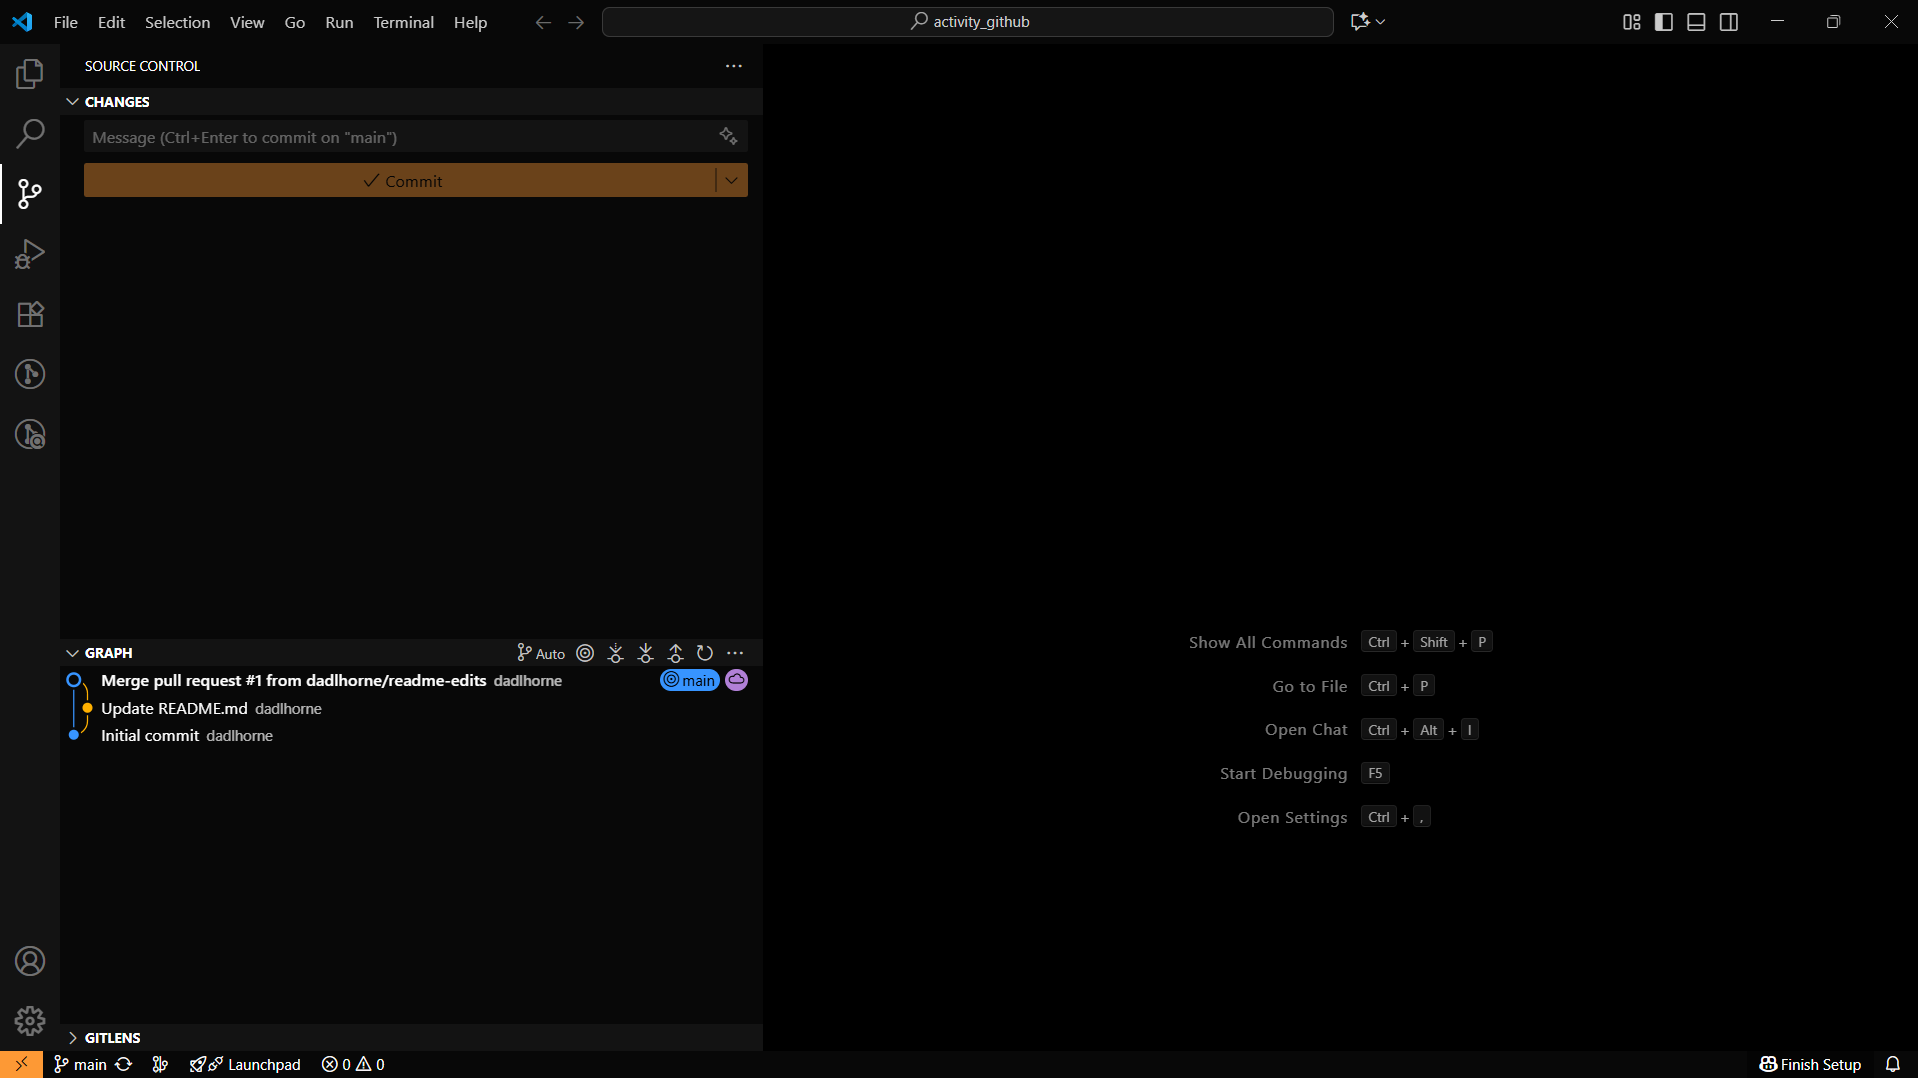 File Edit Selection View Go Run Terminal Help
activity_github
SOURCE CONTROL
CHANGES
Message (Ctrl+Enter to commit on "main")
Commit
GRAPH
Auto
Merge pull request #1 from dadlhorne/readme-edits dadlhorne
main
Update README.md dadlhorne
Initial commit dadlhorne
GITLENS
Show All Commands Ctrl + Shift + P
Go to File Ctrl + P
Open Chat Ctrl + Alt + I
Start Debugging F5
Open Settings Ctrl + ,
main Launchpad 0 0 Finish Setup